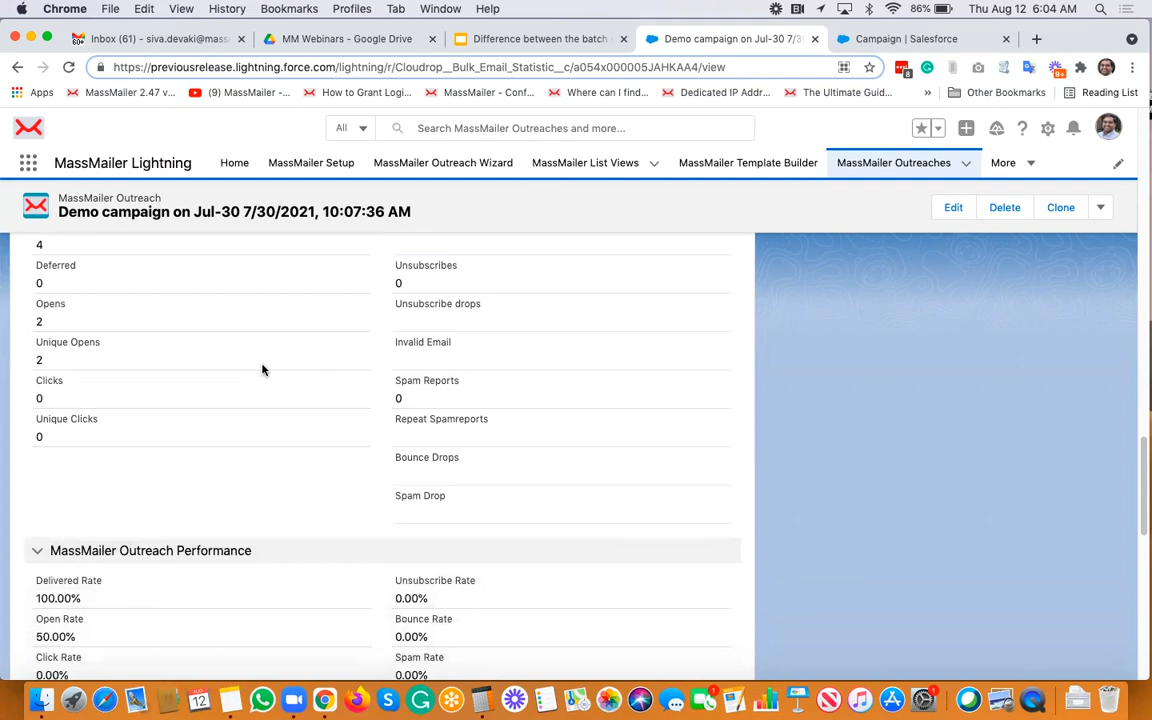 Chrome File Edit View History Bookmarks Profiles Tab Window Help 86% Thu Aug 12 6:04 AM
Inbox (61) - siva.devaki@mass MM Webinars - Google Drive Difference between the batch Demo campaign on Jul-30 7/3 Campaign | Salesforce
https://previousrelease.lightning.force.com/lightning/r/Cloudrop__Bulk_Email_Statistic__c/a054x000005JAHKAA4/view
Apps MassMailer 2.47 v... (9) MassMailer -... How to Grant Logi... MassMailer - Conf... Where can I find... Dedicated IP Addr... The Ultimate Guid... » Other Bookmarks Reading List
All Search MassMailer Outreaches and more...
MassMailer Lightning Home MassMailer Setup MassMailer Outreach Wizard MassMailer List Views MassMailer Template Builder MassMailer Outreaches More
MassMailer Outreach
Demo campaign on Jul-30 7/30/2021, 10:07:36 AM
Edit Delete Clone
4
Deferred Unsubscribes
0 0
Opens Unsubscribe drops
2
Unique Opens Invalid Email
2
Clicks Spam Reports
0 0
Unique Clicks Repeat Spamreports
0
Bounce Drops
Spam Drop
MassMailer Outreach Performance
Delivered Rate Unsubscribe Rate
100.00% 0.00%
Open Rate Bounce Rate
50.00% 0.00%
Click Rate Spam Rate
0.00% 0.00%